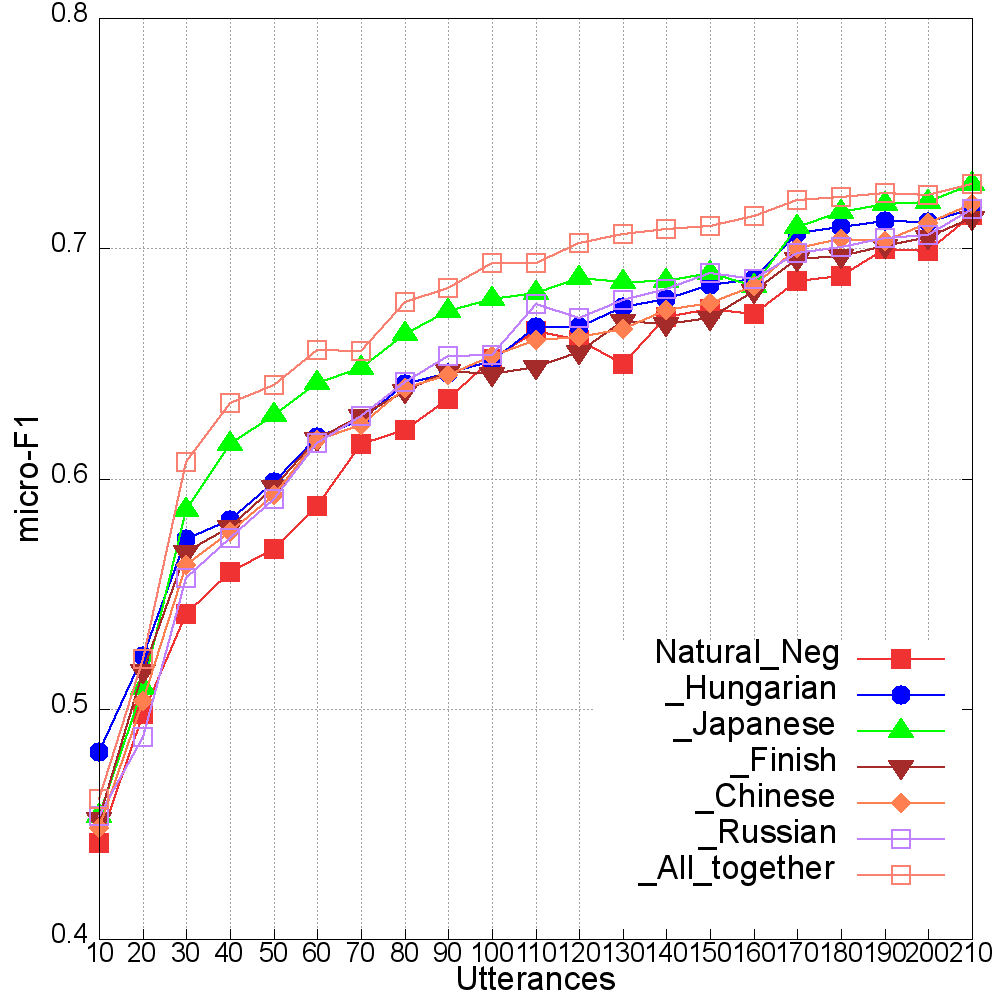 0.8
0.7
0.6
0.5
0.4
micro-F1
Natural_Neg
_Hungarian
_Japanese
_Finish
_Chinese
_Russian
_All_together
10 20 30 40 50 60 70 80 90 100 110 120 130 140 150 160 170 180 190 200 210
Utterances